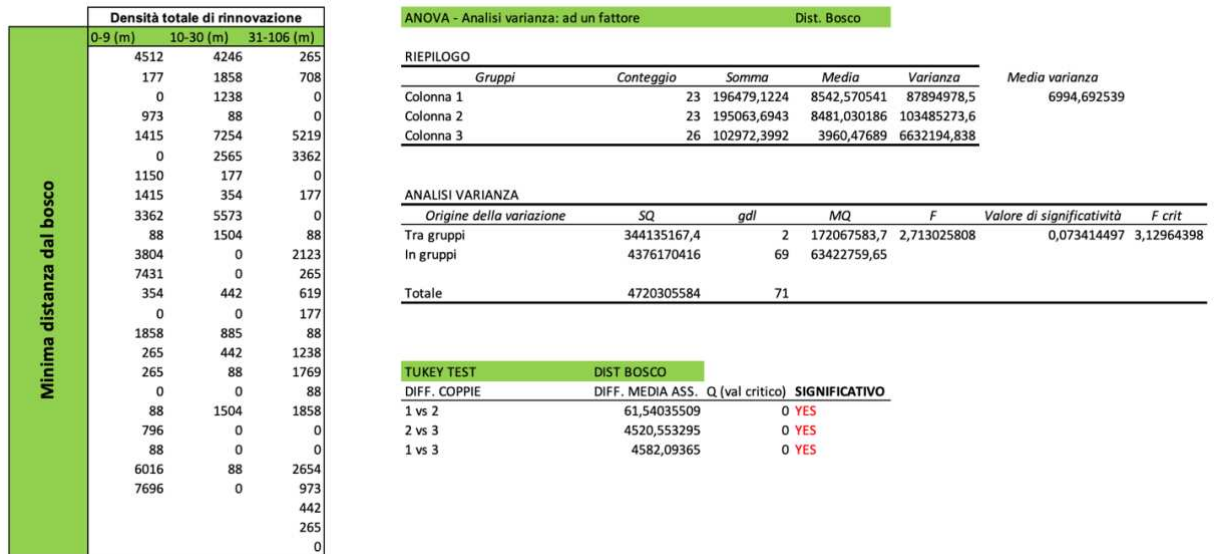 Densità totale di rinnovazione
0-9 (m) 10-30 (m) 31-106 (m)
4512 4246 265
177 1858 708
0 1238 0
973 88 0
1415 7254 5219
0 2565 3362
1150 177 0
1415 354 177
3362 5573 0
88 1504 88
3804 0 2123
7431 0 265
354 442 619
0 0 177
1858 885 88
265 442 1238
265 88 1769
0 0 88
88 1504 1858
796 0 0
88 0 0
6016 88 2654
7696 0 973
442
265
0
Minima distanza dal bosco
ANOVA - Analisi varianza: ad un fattore Dist. Bosco
RIEPILOGO
Gruppi Conteggio Somma Media Varianza Media varianza
Colonna 1 23 196479,1224 8542,570541 87894978,5 6994,692539
Colonna 2 23 195063,6943 8481,030186 103485273,6
Colonna 3 26 102972,3992 3960,47689 6632194,838
ANALISI VARIANZA
Origine della variazione SQ gdl MQ F Valore di significatività F crit
Tra gruppi 344135167,4 2 172067583,7 2,713025808 0,073414497 3,12964398
In gruppi 4376170416 69 63422759,65
Totale 4720305584 71
TUKEY TEST DIST BOSCO
DIFF. COPPIE DIFF. MEDIA ASS. Q (val critico) SIGNIFICATIVO
1 vs 2 61,54035509 0 YES
2 vs 3 4520,553295 0 YES
1 vs 3 4582,09365 0 YES